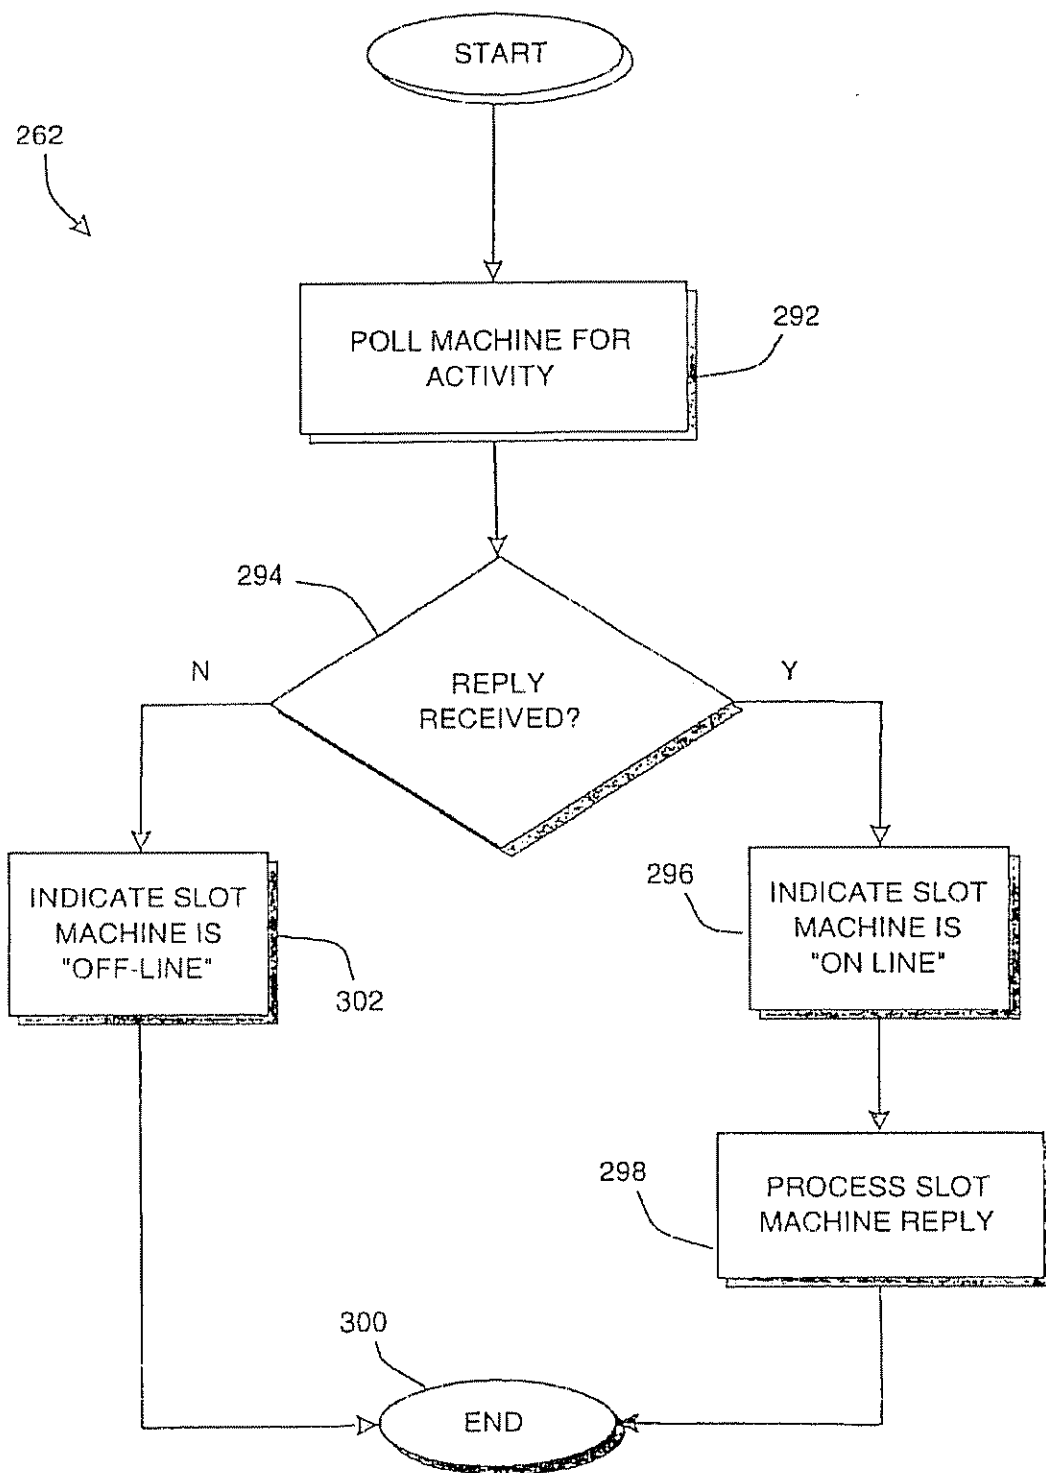 START
262
POLL MACHINE FOR
ACTIVITY
292
294
N
REPLY
RECEIVED?
Y
INDICATE SLOT
MACHINE IS
"OFF-LINE"
302
296
INDICATE SLOT
MACHINE IS
"ON LINE"
298
PROCESS SLOT
MACHINE REPLY
300
END